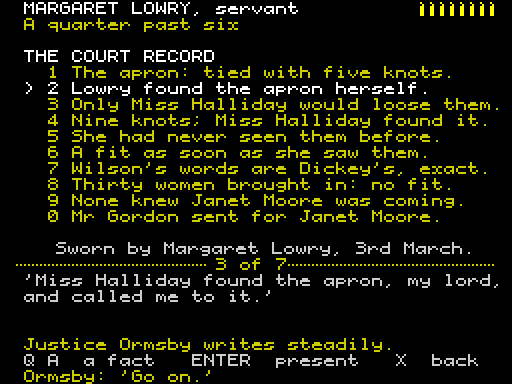 MARGARET LOWRY, servant
A quarter past six
THE COURT RECORD
1 The apron: tied with five knots.
> 2 Lowry found the apron herself.
3 Only Miss Halliday would loose them.
4 Nine knots; Miss Halliday found it.
5 She had never seen them before.
6 A fit as soon as she saw them.
7 Wilson's words are Dickey's, exact.
8 Thirty women brought in: no fit.
9 None knew Janet Moore was coming.
0 Mr Gordon sent for Janet Moore.
Sworn by Margaret Lowry, 3rd March.
3 of 7
'Miss Halliday found the apron, my lord,
and called me to it.'
Justice Ormsby writes steadily.
Q A a fact ENTER present X back
Ormsby: 'Go on.'